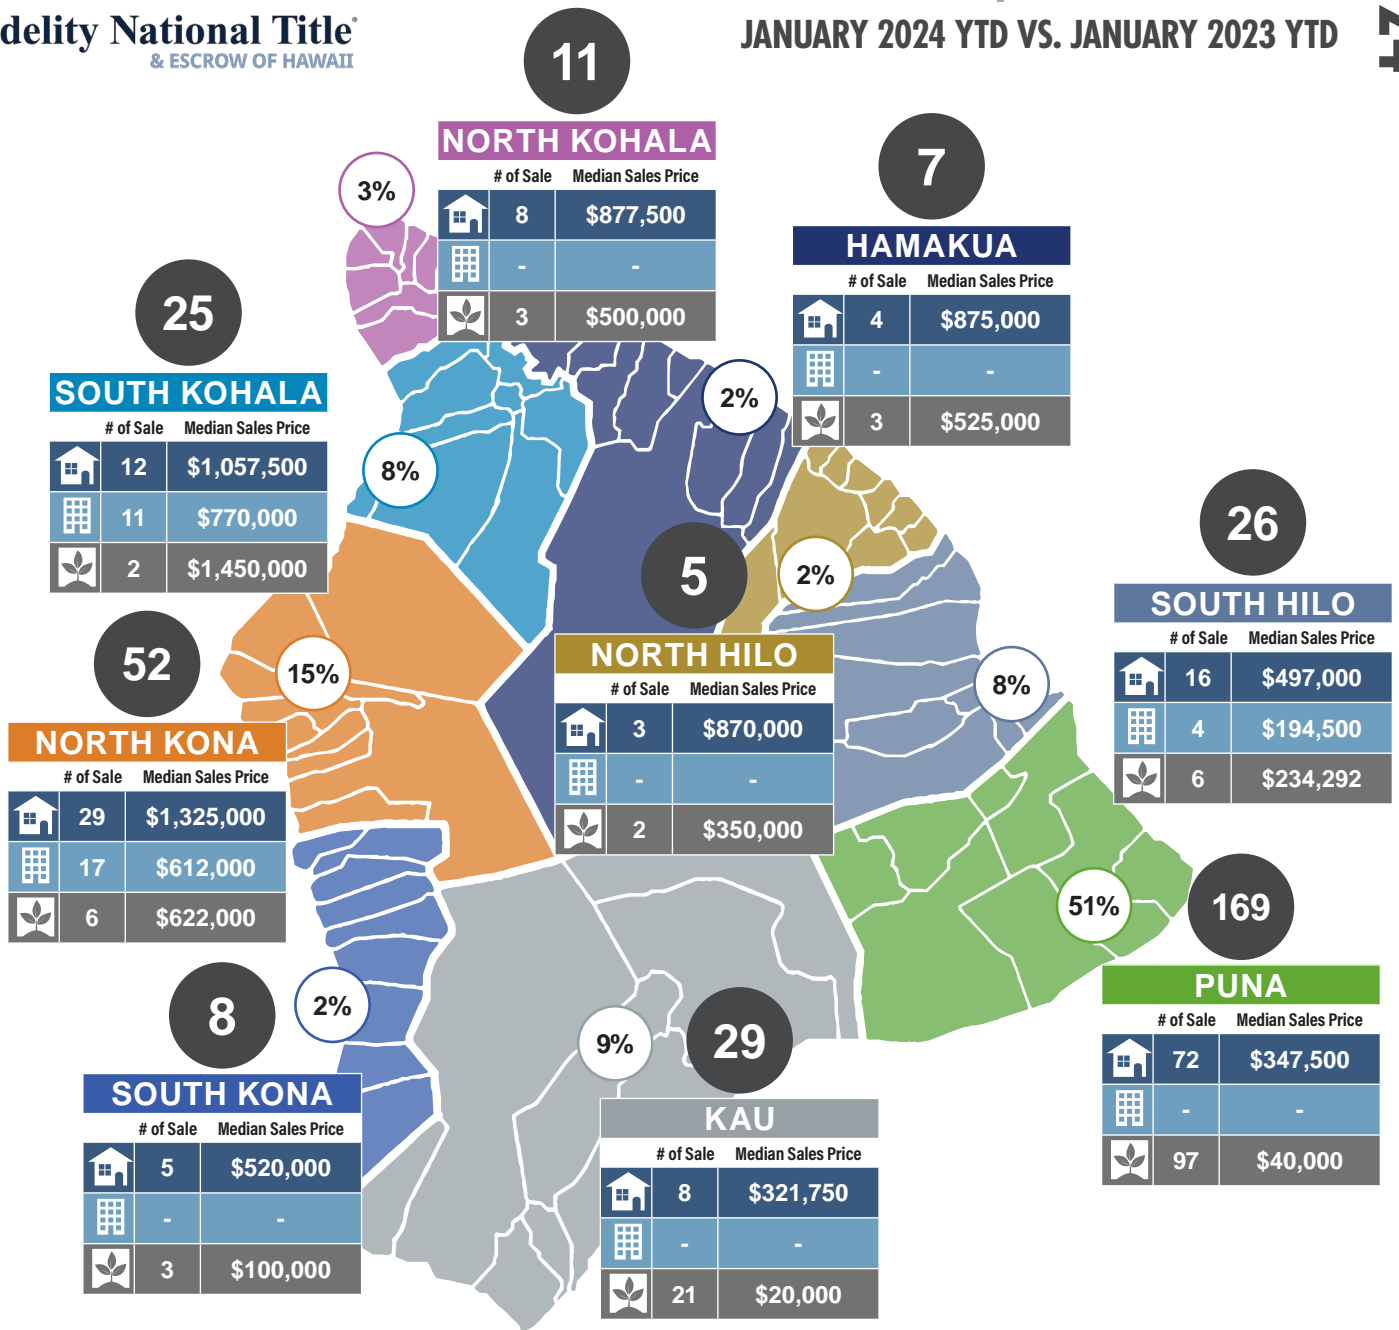 delity National Title
& ESCROW OF HAWAII
JANUARY 2024 YTD VS. JANUARY 2023 YTD
11
NORTH KOHALA
# of Sale Median Sales Price
8 $877,500
- -
3 $500,000
3%
7
HAMAKUA
# of Sale Median Sales Price
4 $875,000
- -
3 $525,000
2%
25
SOUTH KOHALA
# of Sale Median Sales Price
12 $1,057,500
11 $770,000
2 $1,450,000
8%
5
NORTH HILO
# of Sale Median Sales Price
3 $870,000
- -
2 $350,000
2%
26
SOUTH HILO
# of Sale Median Sales Price
16 $497,000
4 $194,500
6 $234,292
8%
52
NORTH KONA
# of Sale Median Sales Price
29 $1,325,000
17 $612,000
6 $622,000
15%
169
PUNA
# of Sale Median Sales Price
72 $347,500
- -
97 $40,000
51%
8
SOUTH KONA
# of Sale Median Sales Price
5 $520,000
- -
3 $100,000
2%
29
KAU
# of Sale Median Sales Price
8 $321,750
- -
21 $20,000
9%